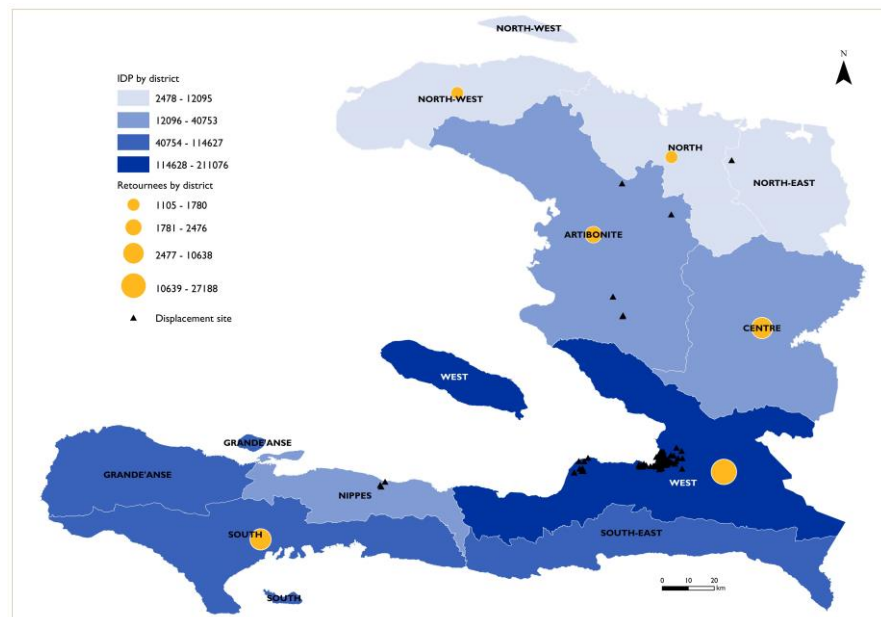 NORTH-WEST
N
IDP by district
2478 - 12095
12096 - 40753
40754 - 114627
114628 - 211076
Retournees by district
1105 - 1780
1781 - 2476
2477 - 10638
10639 - 27188
Displacement site
NORTH-WEST
NORTH
NORTH-EAST
ARTIBONITE
CENTRE
WEST
GRANDE'ANSE
GRANDE'ANSE
NIPPES
WEST
SOUTH
SOUTH-EAST
SOUTH
0 10 20
km